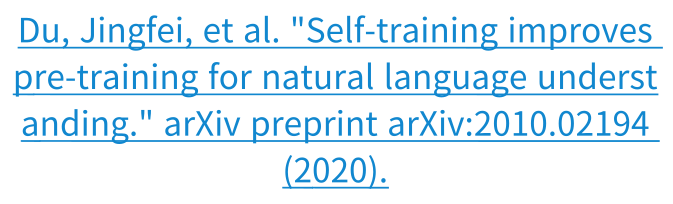 Du, Jingfei, et al. "Self-training improves
pre-training for natural language underst
anding." arXiv preprint arXiv:2010.02194
(2020).